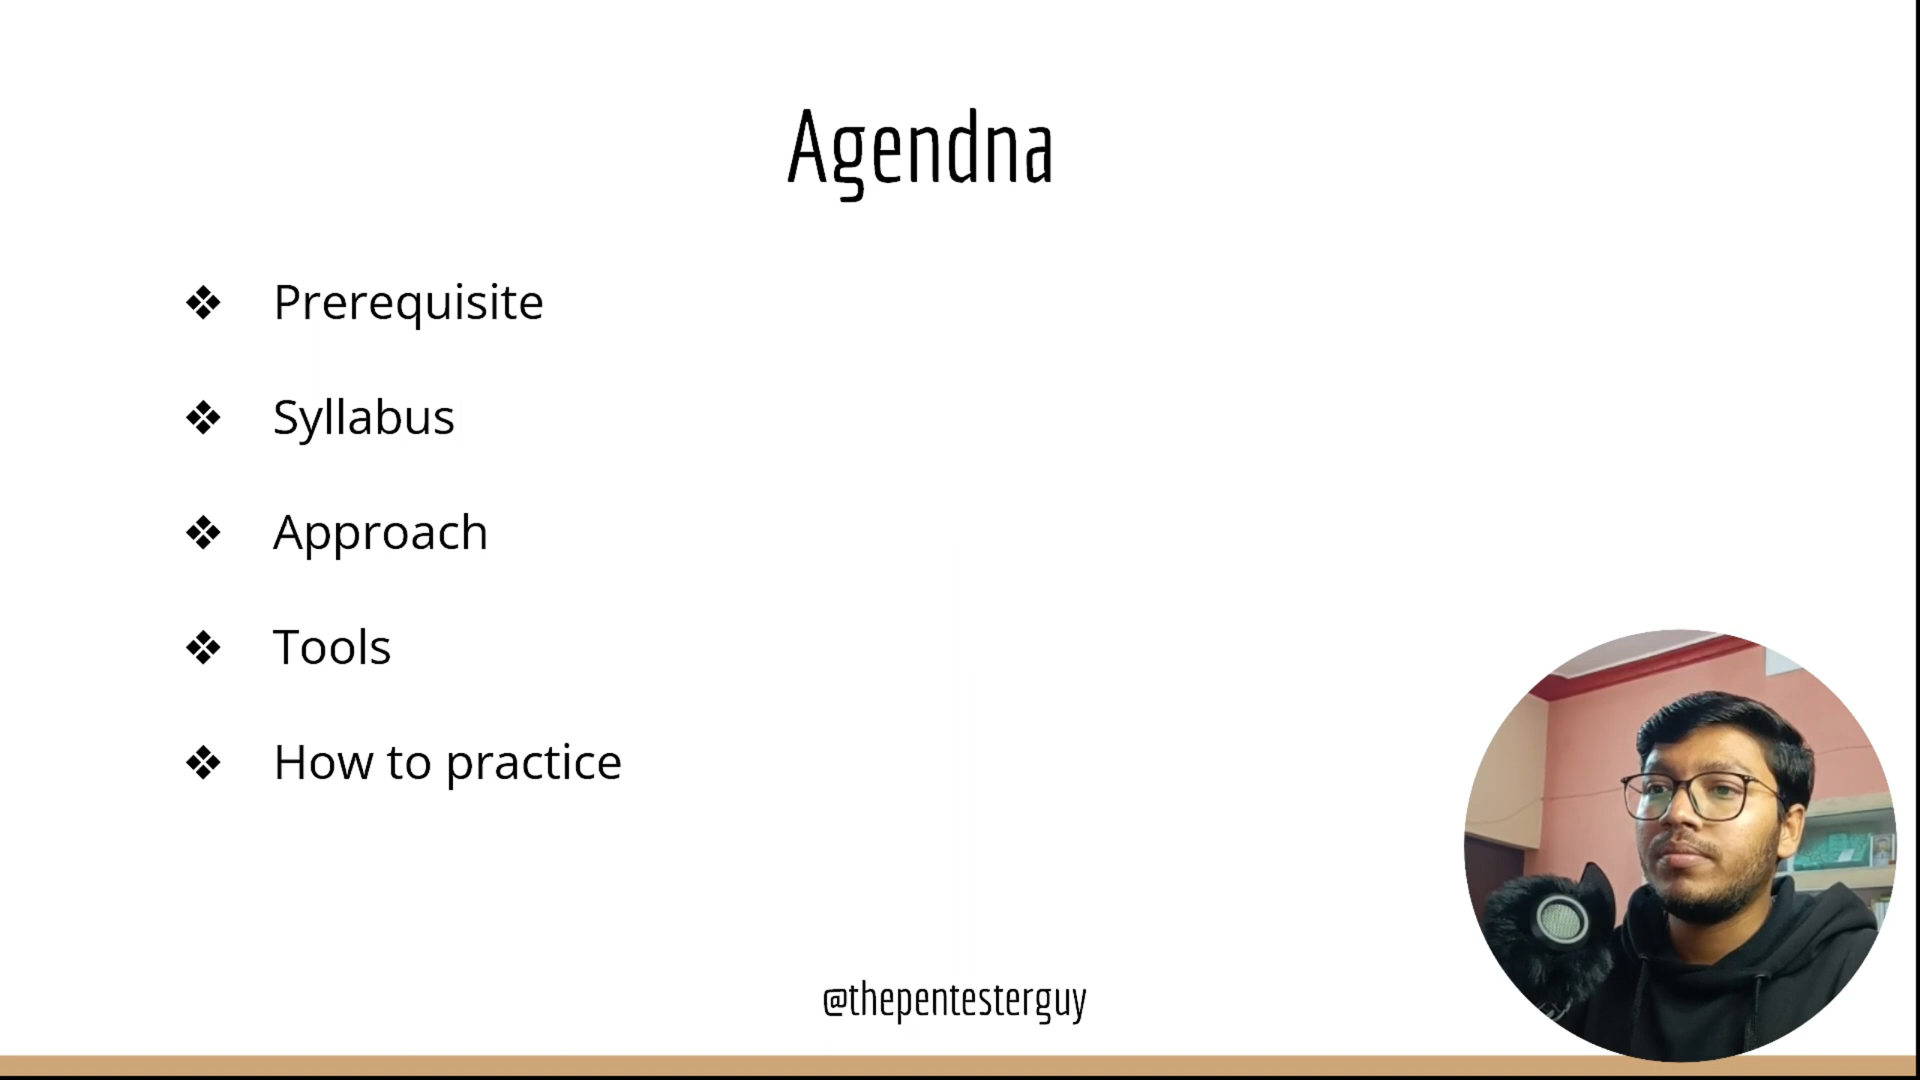 Agendna
❖ Prerequisite
❖ Syllabus
❖ Approach
❖ Tools
❖ How to practice
@thepentesterguy